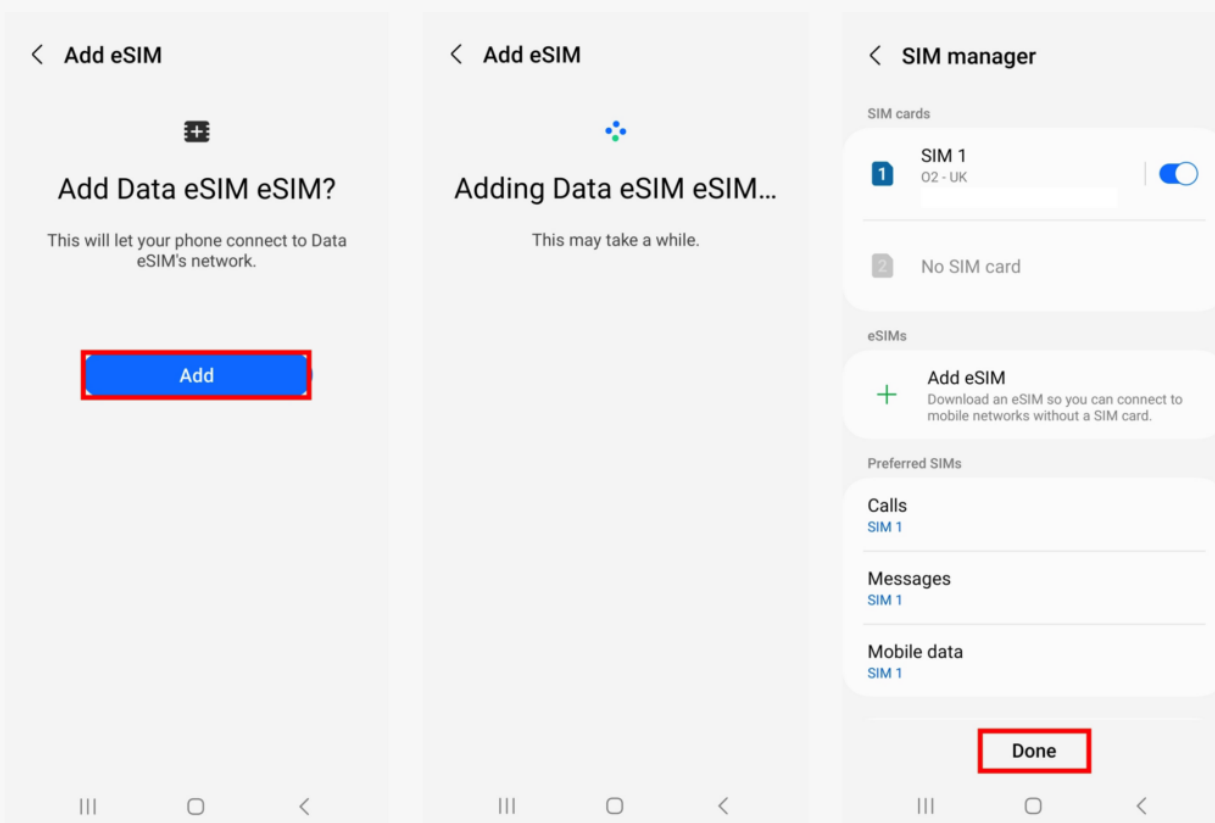 Add eSIM
Add Data eSIM eSIM?
This will let your phone connect to Data
eSIM's network.
Add
Add eSIM
Adding Data eSIM eSIM...
This may take a while.
SIM manager
SIM cards
1
SIM 1
O2 - UK
2
No SIM card
eSIMs
Add eSIM
Download an eSIM so you can connect to
mobile networks without a SIM card.
Preferred SIMs
Calls
SIM 1
Messages
SIM 1
Mobile data
SIM 1
Done